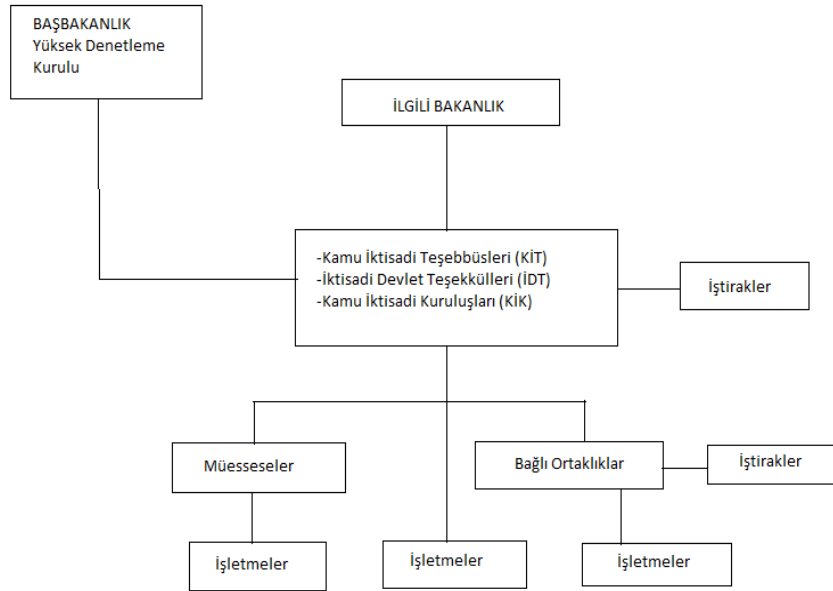 BAŞBAKANLIK
Yüksek Denetleme
Kurulu
İLGİLİ BAKANLIK
-Kamu İktisadi Teşebbüsleri (KİT)
-İktisadi Devlet Teşekkülleri (İDT)
-Kamu İktisadi Kuruluşları (KİK)
İştirakler
Müesseseler
Bağlı Ortaklıklar
İştirakler
İşletmeler
İşletmeler
İşletmeler